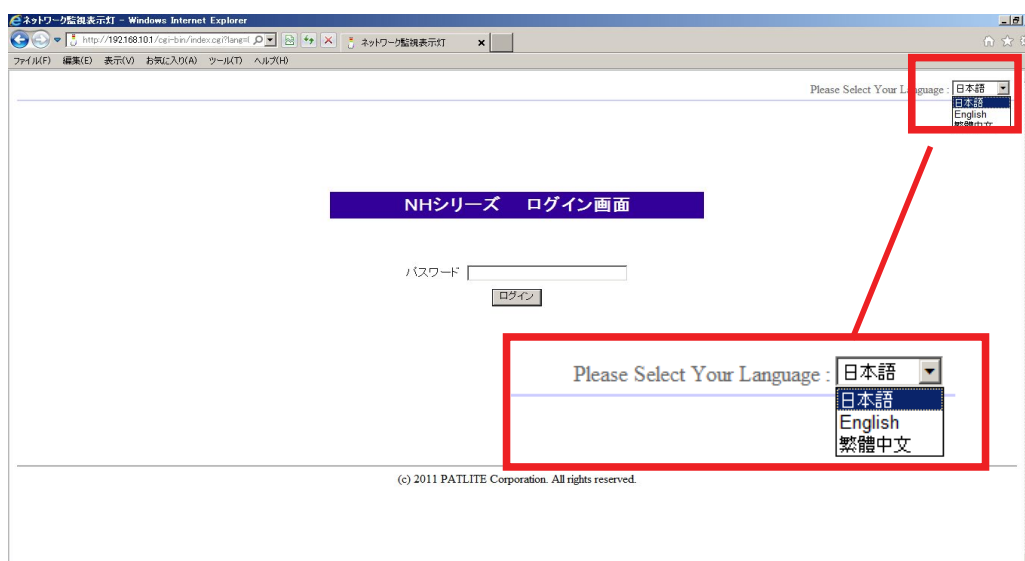 ネットワーク監視表示灯 - Windows Internet Explorer
http://192.168.10.1/cgi-bin/index.cgi?lang=
ネットワーク監視表示灯
ファイル(F) 編集(E) 表示(V) お気に入り(A) ツール(T) ヘルプ(H)
Please Select Your Language : 日本語
日本語
English
繁體中文
NHシリーズ ログイン画面
パスワード
ログイン
Please Select Your Language : 日本語
日本語
English
繁體中文
(c) 2011 PATLITE Corporation. All rights reserved.